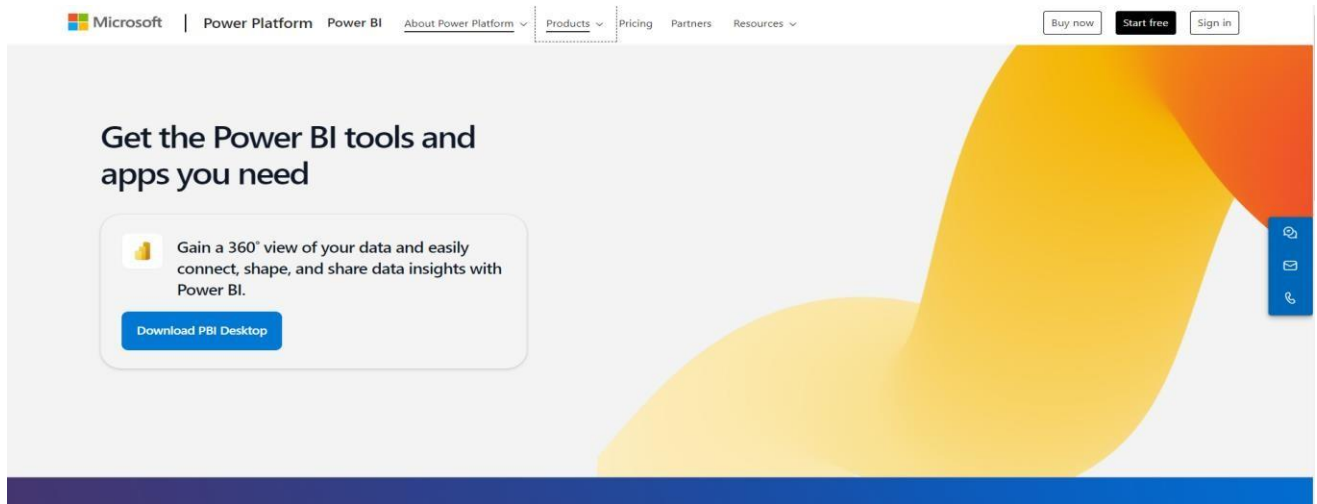 Microsoft | Power Platform Power BI About Power Platform Products Pricing Partners Resources Buy now Start free Sign in
Get the Power BI tools and
apps you need
Gain a 360° view of your data and easily
connect, shape, and share data insights with
Power BI.
Download PBI Desktop